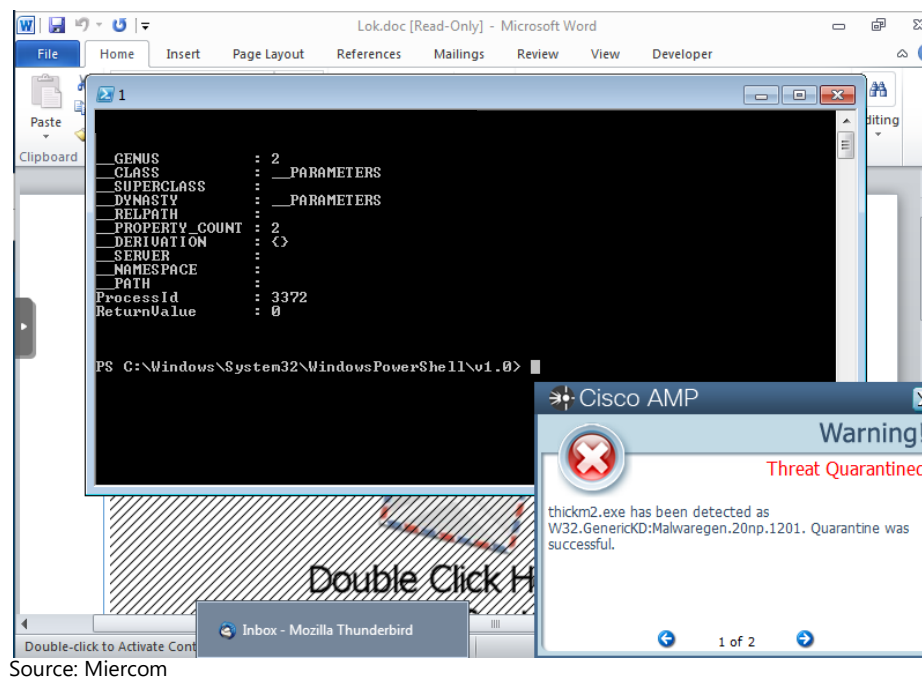 Lok.doc [Read-Only] - Microsoft Word
File Home Insert Page Layout References Mailings Review View Developer
1
Paste
Clipboard
diting
__GENUS : 2
__CLASS : __PARAMETERS
__SUPERCLASS :
__DYNASTY : __PARAMETERS
__RELPATH :
__PROPERTY_COUNT : 2
__DERIVATION : {}
__SERVER :
__NAMESPACE :
__PATH :
ProcessId : 3372
ReturnValue : 0
PS C:\Windows\System32\WindowsPowerShell\v1.0>
Cisco AMP
Warning!
Threat Quarantined
thickm2.exe has been detected as
W32.GenericKD:Malwaregen.20np.1201. Quarantine was
successful.
1 of 2
Double Click H
Inbox - Mozilla Thunderbird
Double-click to Activate Cont
Source: Miercom